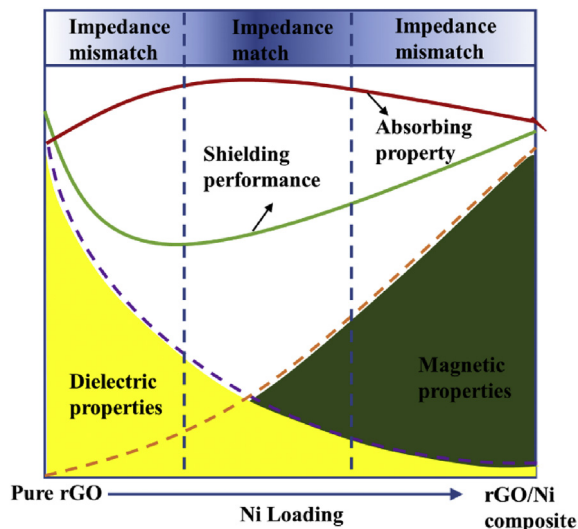 Impedance
mismatch
Impedance
match
Impedance
mismatch
Absorbing
property
Shielding
performance
Dielectric
properties
Magnetic
properties
Pure rGO
Ni Loading
rGO/Ni
composite